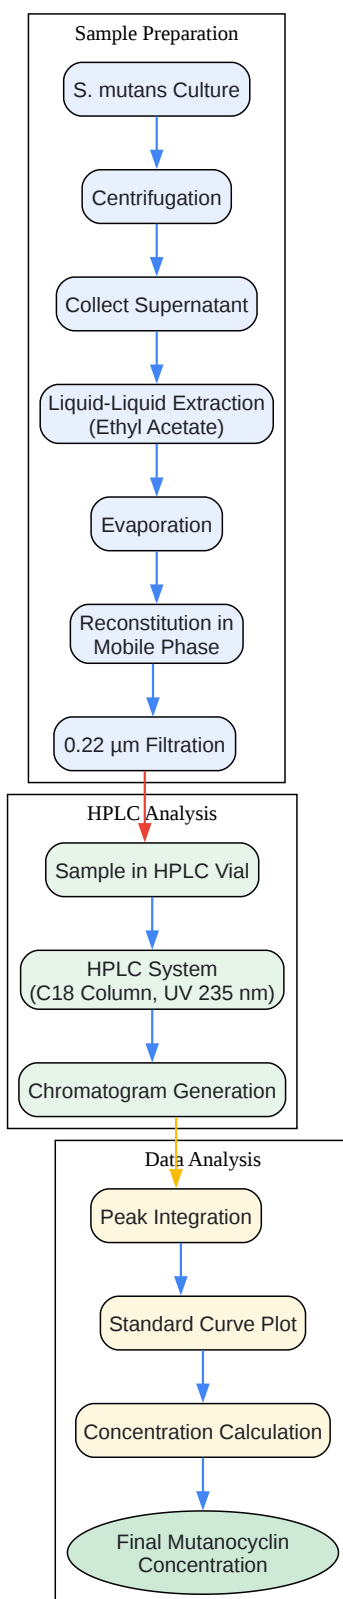 Sample Preparation
S. mutans Culture
Centrifugation
Collect Supernatant
Liquid-Liquid Extraction
(Ethyl Acetate)
Evaporation
Reconstitution in
Mobile Phase
0.22 µm Filtration
HPLC Analysis
Sample in HPLC Vial
HPLC System
(C18 Column, UV 235 nm)
Chromatogram Generation
Data Analysis
Peak Integration
Standard Curve Plot
Concentration Calculation
Final Mutanocyclin
Concentration